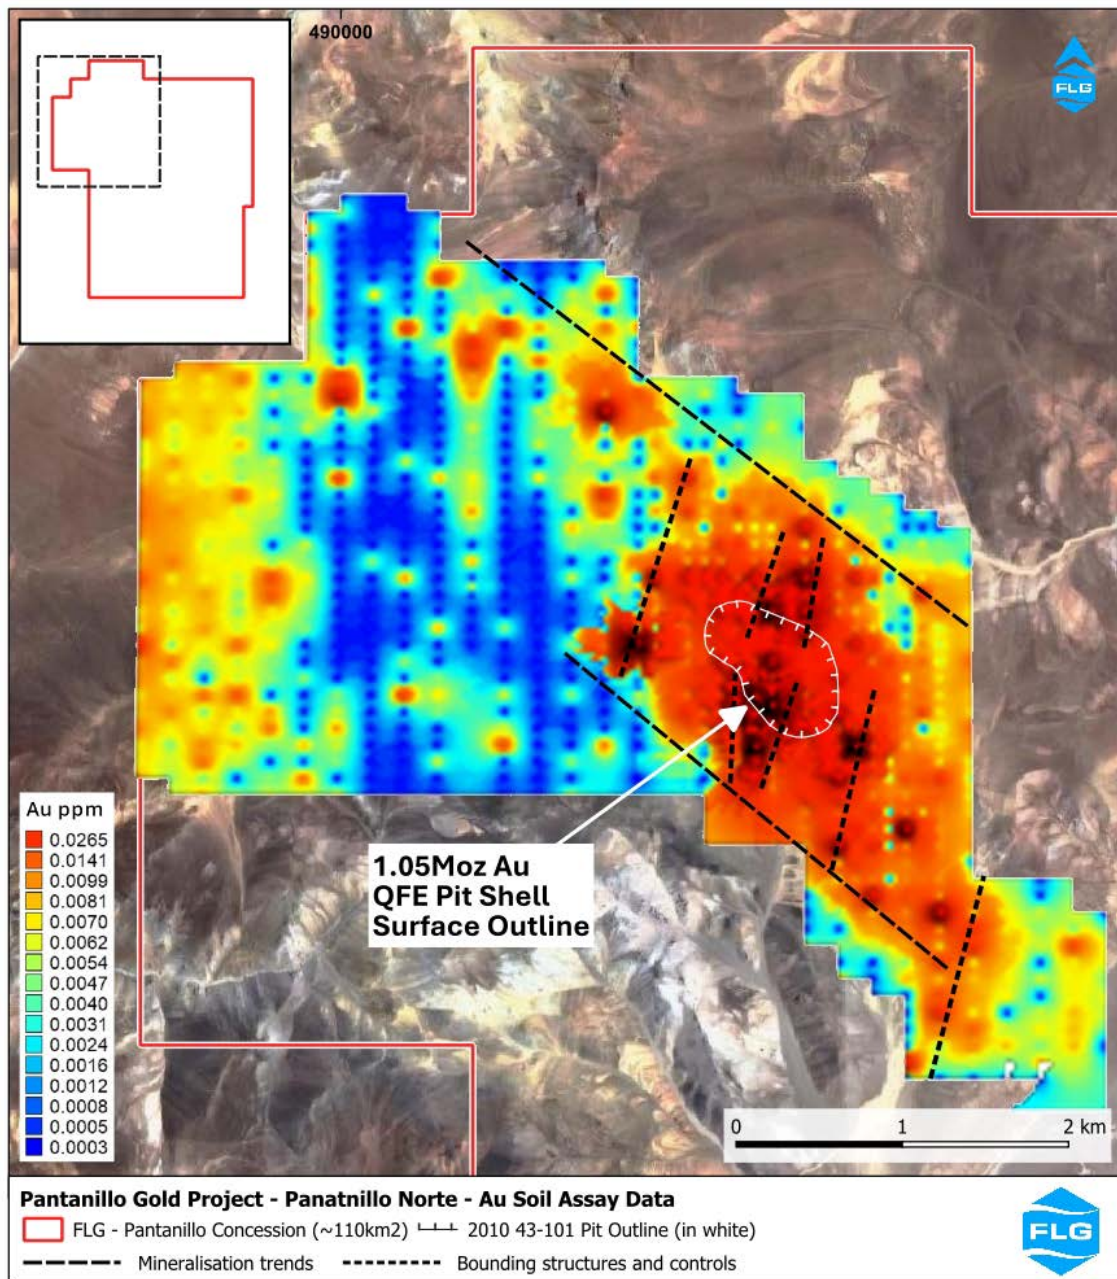 490000
FLG
1.05Moz Au
QFE Pit Shell
Surface Outline
Au ppm
0.0265
0.0141
0.0099
0.0081
0.0070
0.0062
0.0054
0.0047
0.0040
0.0031
0.0024
0.0016
0.0012
0.0008
0.0005
0.0003
0 1 2 km
Pantanillo Gold Project - Panatnillo Norte - Au Soil Assay Data
FLG - Pantanillo Concession (~110km2) 2010 43-101 Pit Outline (in white)
Mineralisation trends Bounding structures and controls
FLG